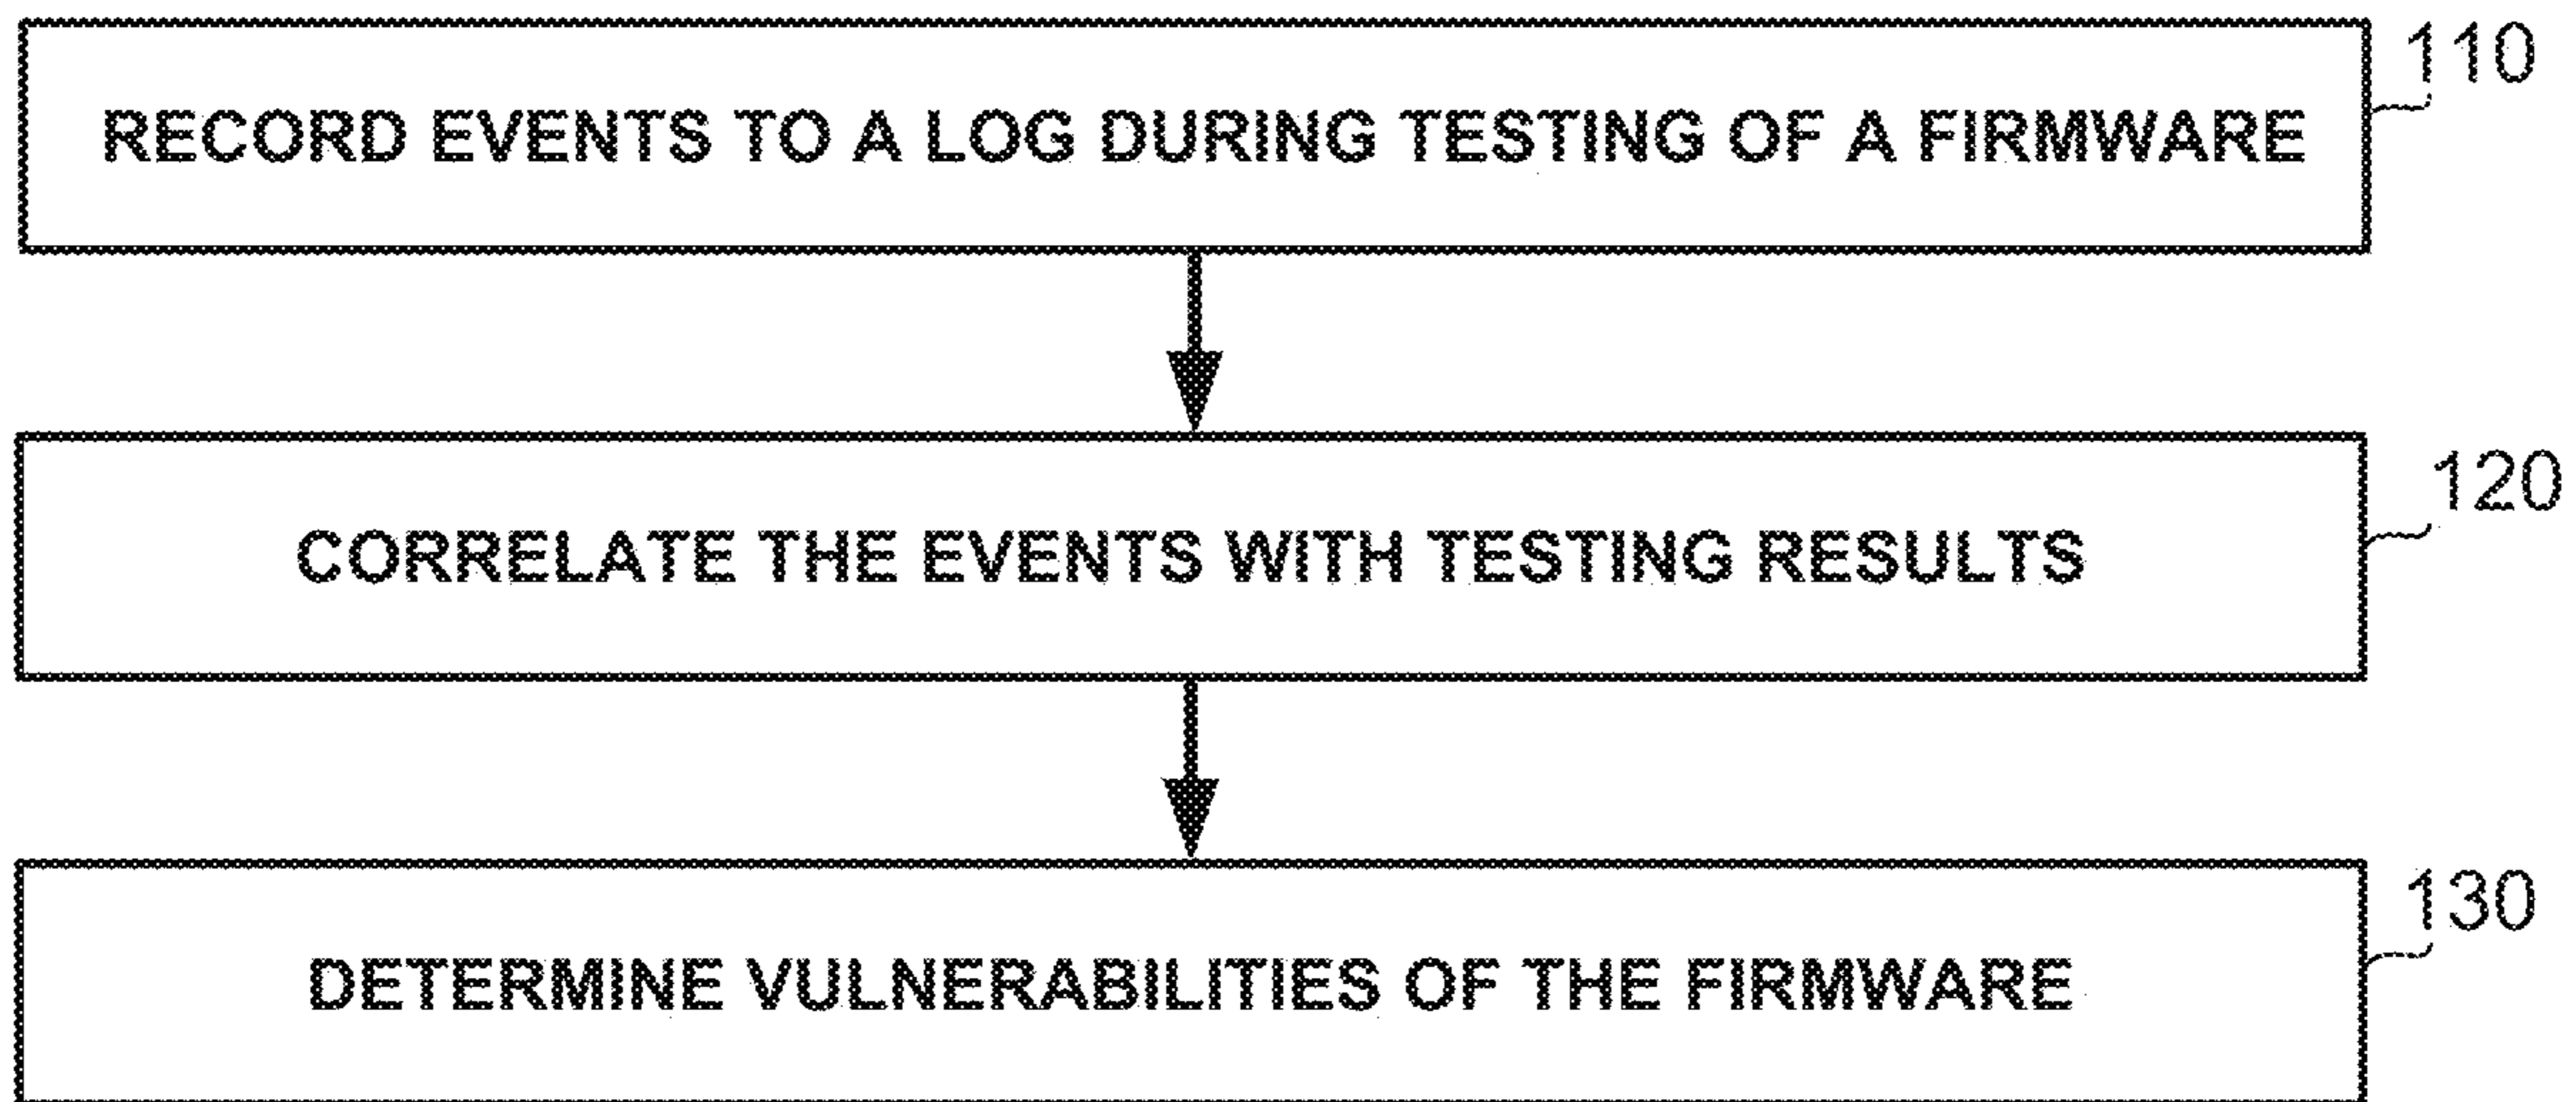 RECORD EVENTS TO A LOG DURING TESTING OF A FIRMWARE
110
CORRELATE THE EVENTS WITH TESTING RESULTS
120
DETERMINE VULNERABILITIES OF THE FIRMWARE
130